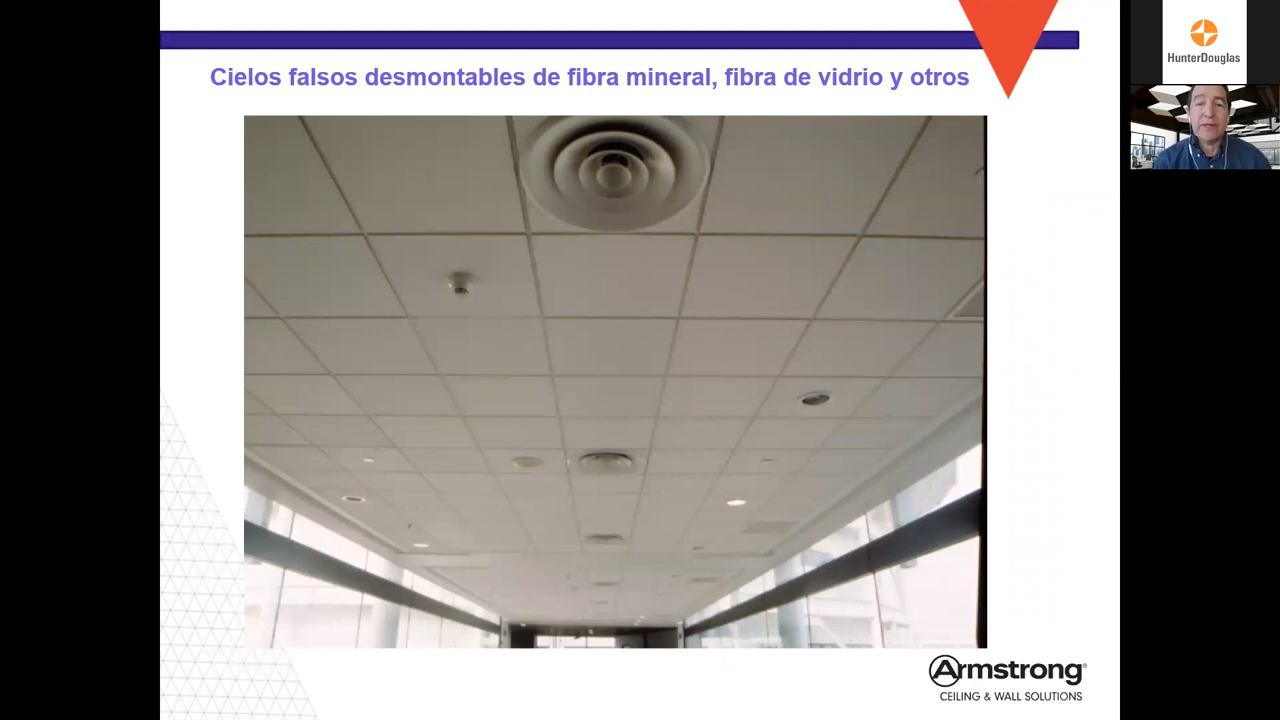 Cielos falsos desmontables de fibra mineral, fibra de vidrio y otros
HunterDouglas
Armstrong®
CEILING & WALL SOLUTIONS